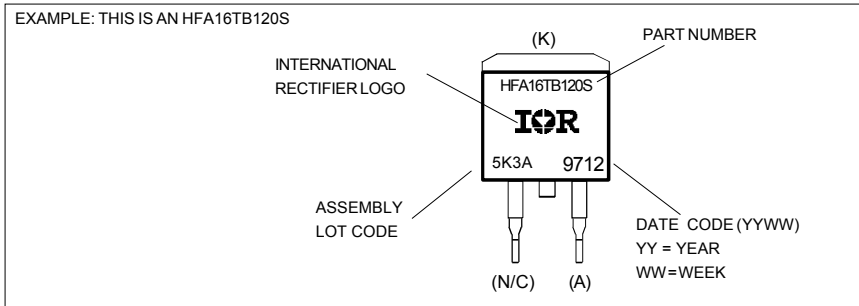 EXAMPLE: THIS IS AN HFA16TB120S
(K)
PART NUMBER
INTERNATIONAL
RECTIFIER LOGO
HFA16TB120S
IOR
5K3A 9712
ASSEMBLY
LOT CODE
DATE CODE (YYWW)
YY = YEAR
WW=WEEK
(N/C) (A)